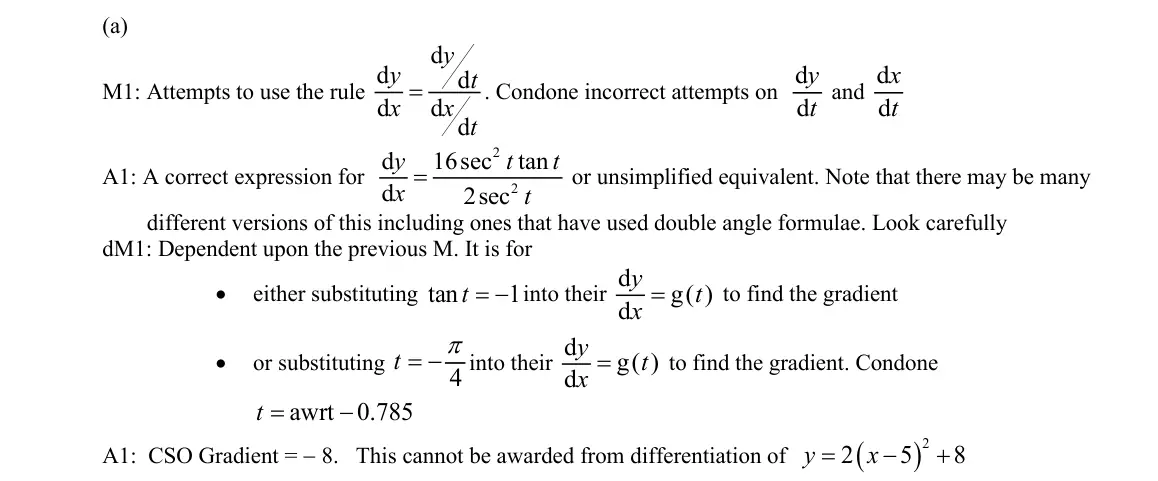 (a)
M1: Attempts to use the rule dy/dx = (dy/dt)/(dx/dt). Condone incorrect attempts on dy/dt and dx/dt
A1: A correct expression for dy/dx = (16 sec² t tan t)/(2 sec² t) or unsimplified equivalent. Note that there may be many
different versions of this including ones that have used double angle formulae. Look carefully
dM1: Dependent upon the previous M. It is for
• either substituting tan t = −1 into their dy/dx = g(t) to find the gradient
• or substituting t = −π/4 into their dy/dx = g(t) to find the gradient. Condone
t = awrt − 0.785
A1: CSO Gradient = – 8. This cannot be awarded from differentiation of y = 2(x−5)² + 8